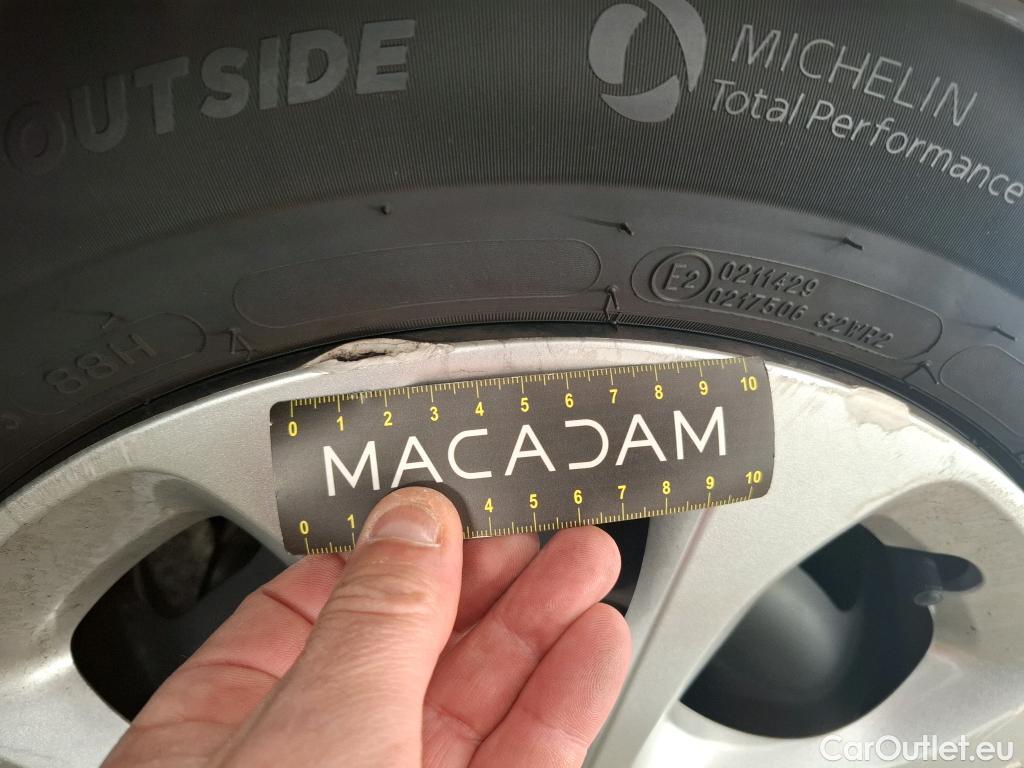 OUTSIDE
MICHELIN
Total Performance
E2
0211429
0217506 S2WR2
88H
0 1 2 3 4 5 6 7 8 9 10
MACADAM
0 1 4 5 6 7 8 9 10
CarOutlet.eu